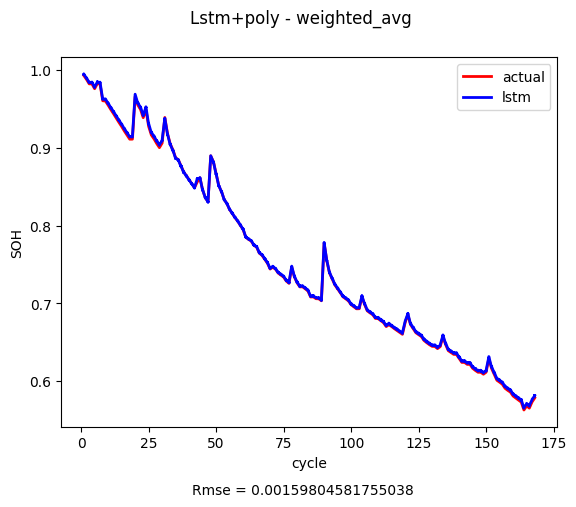 Lstm+poly - weighted_avg
actual
lstm
1.0
0.9
0.8
0.7
0.6
SOH
0 25 50 75 100 125 150 175
cycle
Rmse = 0.00159804581755038